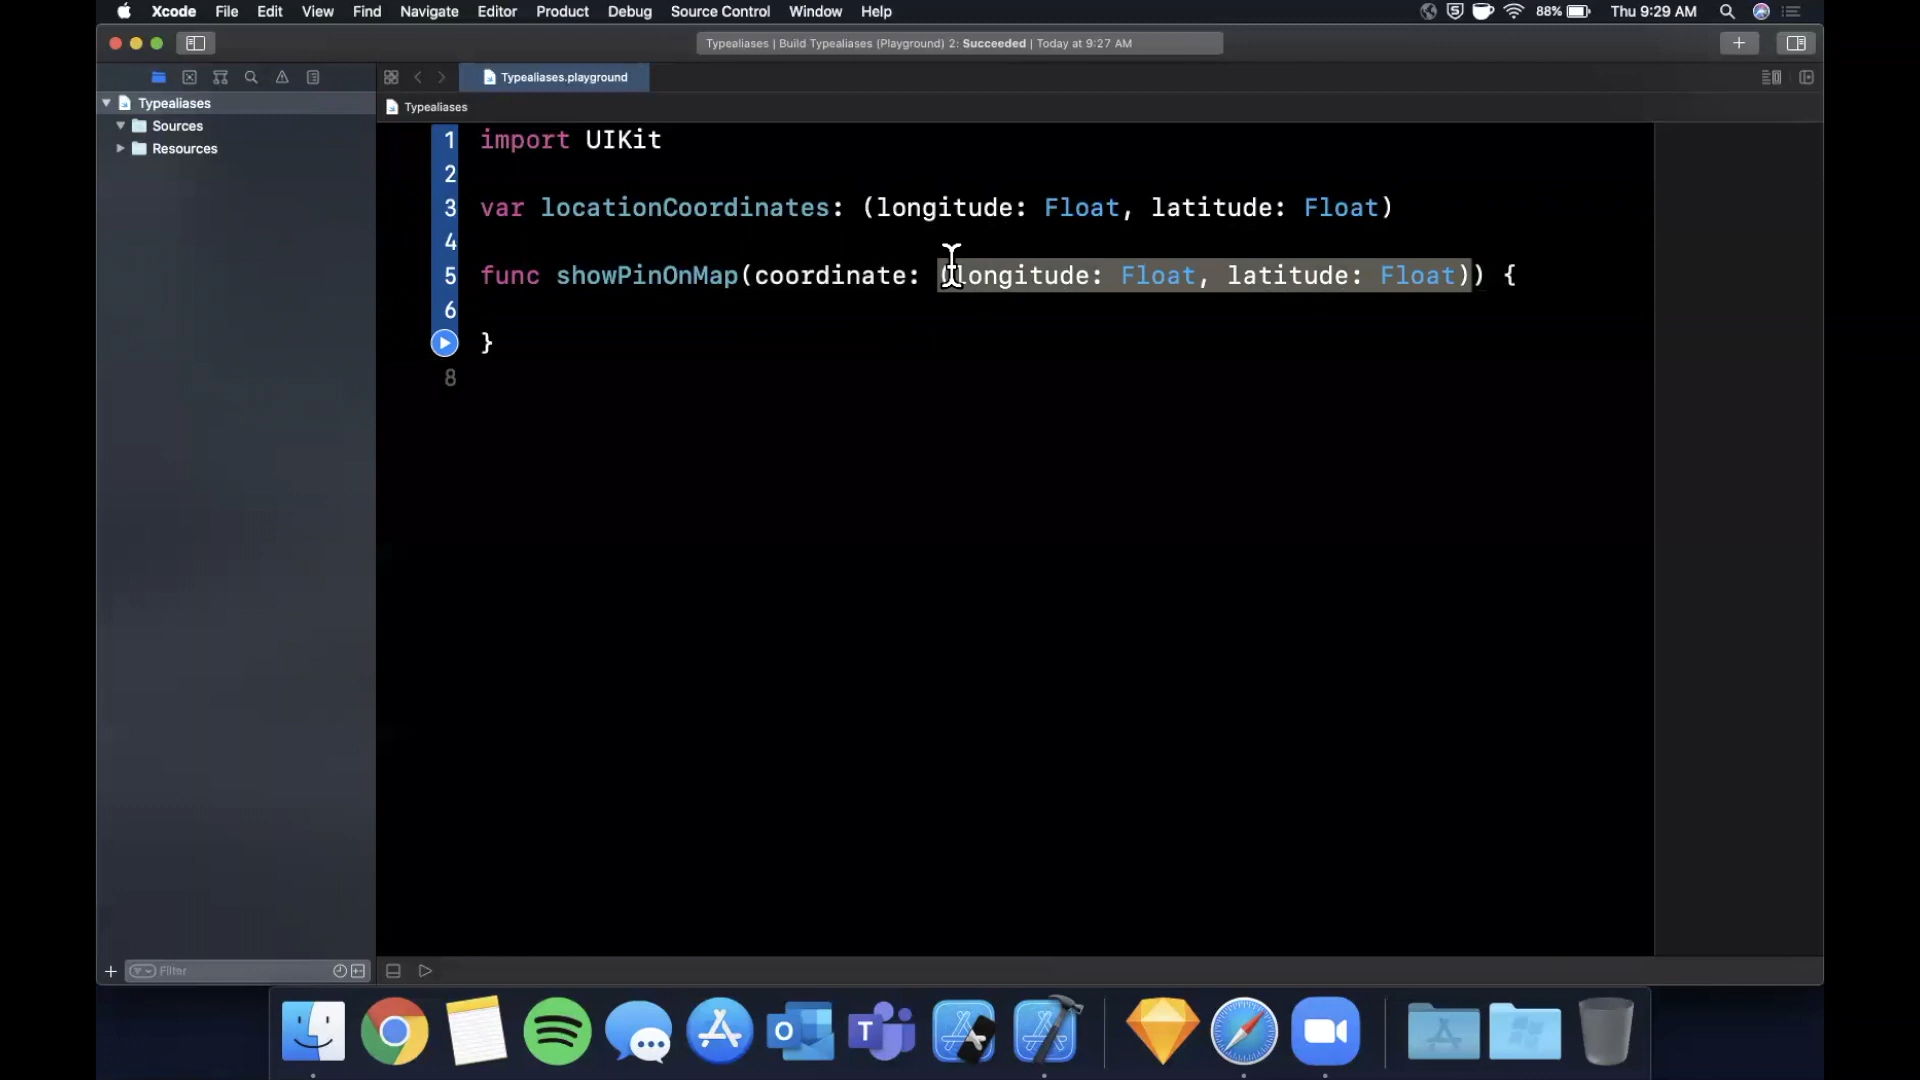 Xcode File Edit View Find Navigate Editor Product Debug Source Control Window Help 88% Thu 9:29 AM
Typealiases | Build Typealiases (Playground) 2: Succeeded | Today at 9:27 AM
Typealiases.playground
Typealiases
Typealiases
Sources
Resources
1 import UIKit
2
3 var locationCoordinates: (longitude: Float, latitude: Float)
4
5 func showPinOnMap(coordinate: (longitude: Float, latitude: Float)) {
6
}
8
Filter